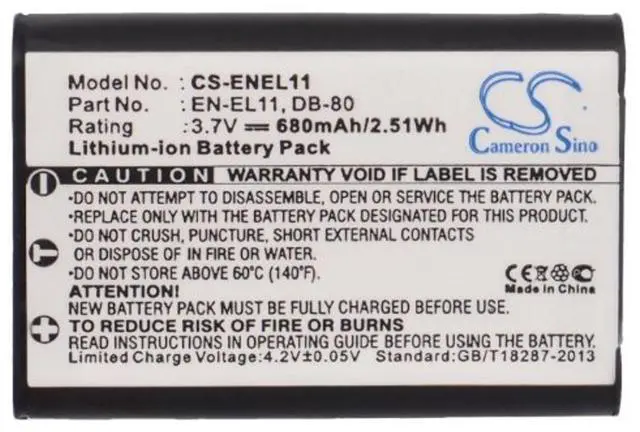 Model No. : CS-ENEL11
Part No. : EN-EL11, DB-80
Rating : 3.7V ⎓ 680mAh/2.51Wh
Lithium-ion Battery Pack
CS
Cameron Sino
CAUTION WARRANTY VOID IF LABEL IS REMOVED
•DO NOT ATTEMPT TO DISASSEMBLE, OPEN OR SERVICE THE BATTERY PACK.
•REPLACE ONLY WITH THE BATTERY PACK DESIGNATED FOR THIS PRODUCT.
•DO NOT CRUSH, PUNCTURE, SHORT EXTERNAL CONTACTS
OR DISPOSE OF IN FIRE OR WATER.
•DO NOT STORE ABOVE 60°C (140°F).
CE
Made in China
ATTENTION!
NEW BATTERY PACK MUST BE FULLY CHARGED BEFORE USE.
TO REDUCE RISK OF FIRE OR BURNS
READ INSTRUCTIONS IN OWNER'S MANUAL BEFORE USING BATTERY PACK.
Limited Charge Voltage:4.2V±0.05V Standard:GB/T18287-2013
- T +